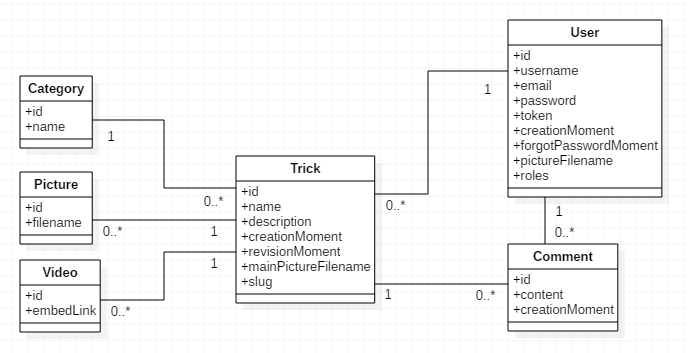 User
+id
+username
+email
+password
+token
+creationMoment
+forgotPasswordMoment
+pictureFilename
+roles
Category
+id
+name
Picture
+id
+filename
Video
+id
+embedLink
Trick
+id
+name
+description
+creationMoment
+revisionMoment
+mainPictureFilename
+slug
Comment
+id
+content
+creationMoment
1
0..*
0..*
1
1
0..*
1
0..*
1
0..*
1
0..*